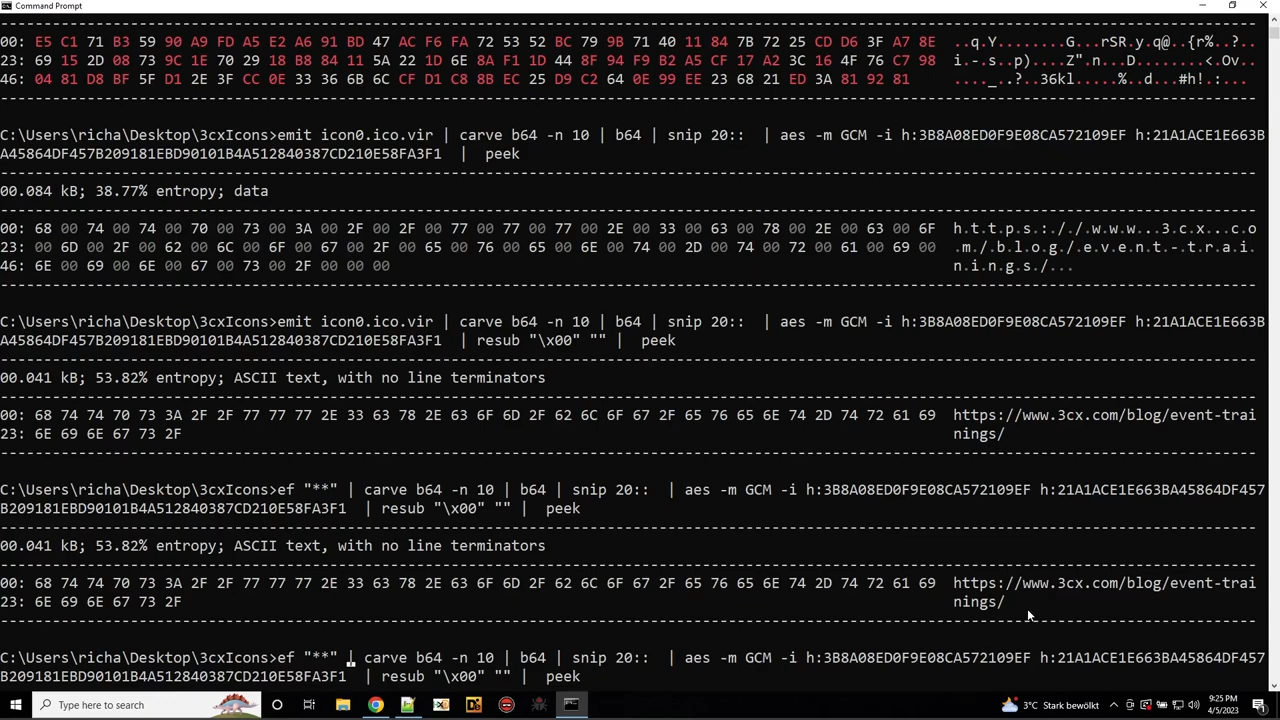 Command Prompt
00: E5 C1 71 B3 59 90 A9 FD A5 E2 A6 91 BD 47 AC F6 FA 72 53 52 BC 79 9B 71 40 11 84 7B 72 25 CD D6 3F A7 8E ..q.Y........G...rSR.y.q@..{r%..?..
23: 69 15 2D 08 73 9C 1E 70 29 18 B8 84 11 5A 22 1D 6E 8A 1D 44 8F 94 F9 B2 A5 CF 17 A2 3C 16 4F 76 C7 98 i.-.s..p)....Z".n..D........<.Ov..
46: 04 81 D8 BF 5F D1 2E 3F CC 0E 33 36 6B 6C CF D1 C8 8B EC 25 D9 C2 64 0E 99 EE 23 68 21 ED 3A 81 92 81 ...._..?..36kl.....%..d...#h!.:...
C:\Users\richa\Desktop\3cxIcons>emit icon0.ico.vir | carve b64 -n 10 | b64 | snip 20:: | aes -m GCM -i h:3B8A08ED0F9E08CA572109EF h:21A1ACE1E663B
A45864DF457B209181EBD90101B4A512840387CD210E58FA3F1 | peek
00.084 kB; 38.77% entropy; data
00: 68 00 74 00 74 00 70 00 73 00 3A 00 2F 00 2F 00 77 00 77 00 77 00 2E 00 33 00 63 00 78 00 2E 00 63 00 6F h.t.t.p.s.:././.w.w.w...3.c.x...c.o
23: 00 6D 00 2F 00 62 00 6C 00 6F 00 67 00 2F 00 65 00 76 00 65 00 6E 00 74 00 2D 00 74 00 72 00 61 00 69 00 .m./.b.l.o.g./.e.v.e.n.t.-.t.r.a.i.
46: 6E 00 69 00 6E 00 67 00 73 00 2F 00 00 00 n.i.n.g.s./...
C:\Users\richa\Desktop\3cxIcons>emit icon0.ico.vir | carve b64 -n 10 | b64 | snip 20:: | aes -m GCM -i h:3B8A08ED0F9E08CA572109EF h:21A1ACE1E663B
A45864DF457B209181EBD90101B4A512840387CD210E58FA3F1 | resub "\x00" "" | peek
00.041 kB; 53.82% entropy; ASCII text, with no line terminators
00: 68 74 74 70 73 3A 2F 2F 77 77 77 2E 33 63 78 2E 63 6F 6D 2F 62 6C 6F 67 2F 65 76 65 6E 74 2D 74 72 61 69 https://www.3cx.com/blog/event-trai
23: 6E 69 6E 67 73 2F nings/
C:\Users\richa\Desktop\3cxIcons>ef "**" | carve b64 -n 10 | b64 | snip 20:: | aes -m GCM -i h:3B8A08ED0F9E08CA572109EF h:21A1ACE1E663BA45864DF457
B209181EBD90101B4A512840387CD210E58FA3F1 | resub "\x00" "" | peek
00.041 kB; 53.82% entropy; ASCII text, with no line terminators
00: 68 74 74 70 73 3A 2F 2F 77 77 77 2E 33 63 78 2E 63 6F 6D 2F 62 6C 6F 67 2F 65 76 65 6E 74 2D 74 72 61 69 https://www.3cx.com/blog/event-trai
23: 6E 69 6E 67 73 2F nings/
C:\Users\richa\Desktop\3cxIcons>ef "**" | carve b64 -n 10 | b64 | snip 20:: | aes -m GCM -i h:3B8A08ED0F9E08CA572109EF h:21A1ACE1E663BA45864DF457
B209181EBD90101B4A512840387CD210E58FA3F1 | resub "\x00" "" | peek
Type here to search
3°C Stark bewölkt
9:25 PM
4/5/2023